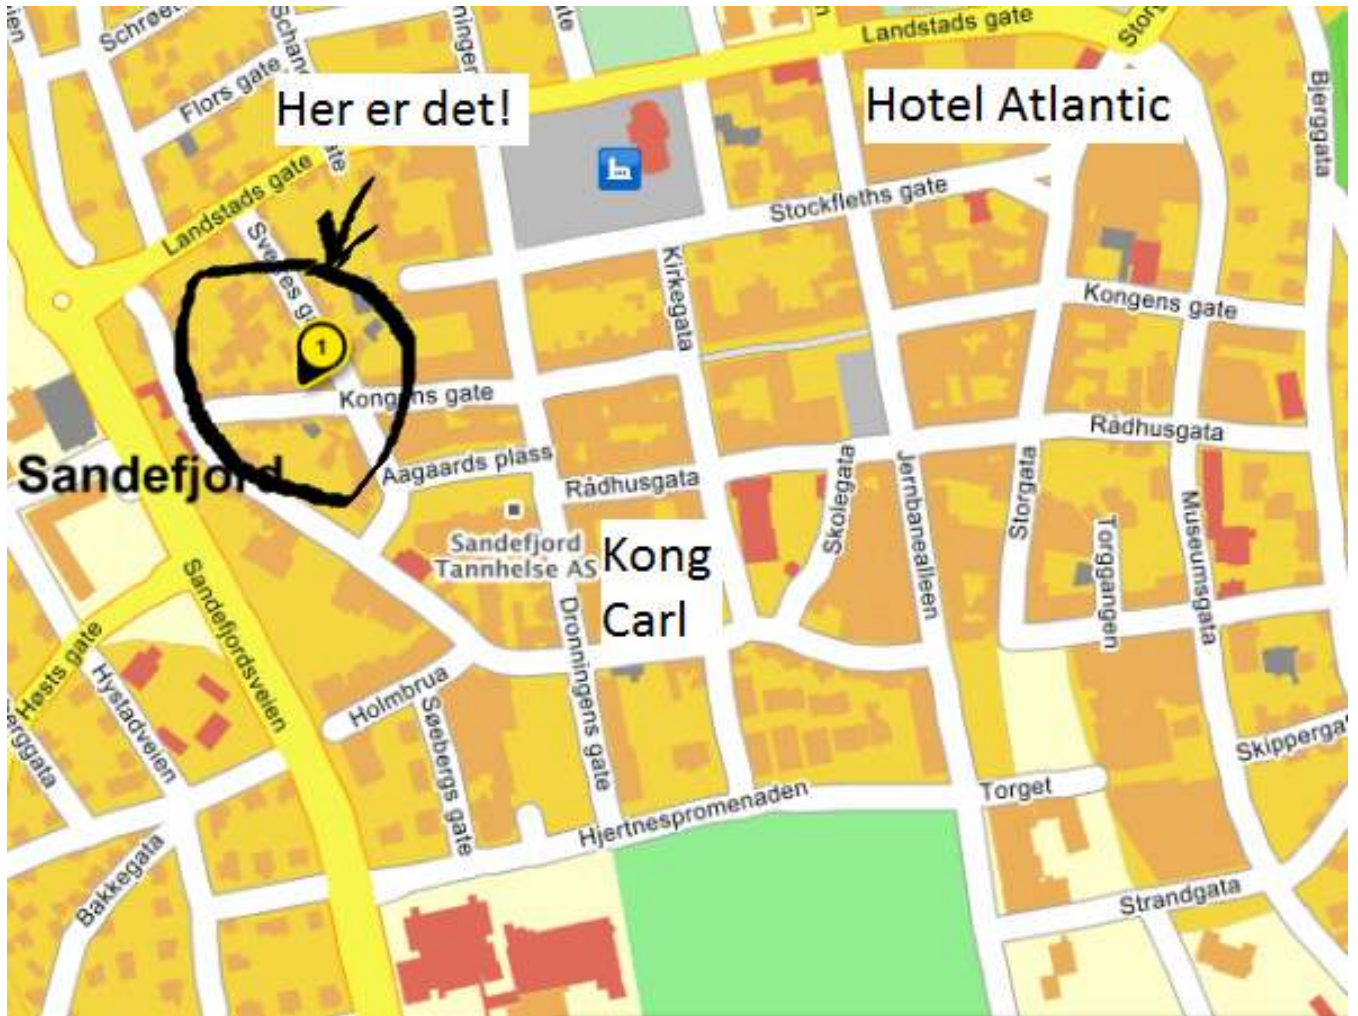 Landstads gate
Flors gate
Her er det!
Hotel Atlantic
Bjerggata
Landstads gate
Stockfleths gate
Kirkegata
Kongens gate
1
Kongens gate
Rådhusgata
Aagaards plass
Sandefjord
Rådhusgata
Skolegata
Jernbanealleen
Storgata
Torggangen
Museumsgata
Sandefjord
Tannhelse AS
Kong
Carl
Sandefjordsveien
Dronningens gate
Høsts gate
Hystadveien
Holmbrua
Søebergs gate
Skipperga
Torget
Hjertnespromenaden
Bakkegata
Strandgata